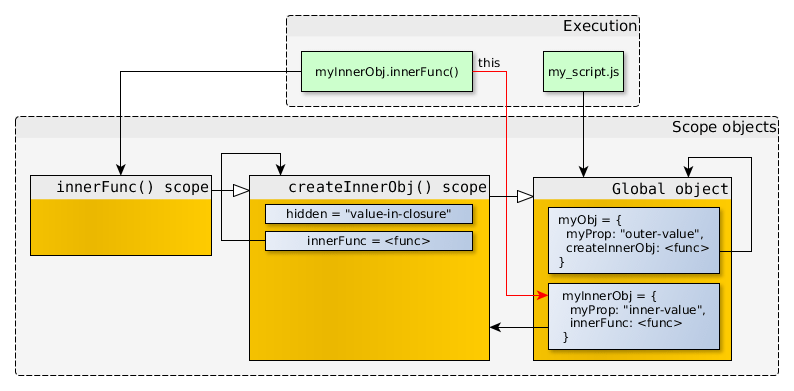 Execution
myInnerObj.innerFunc()
this
my_script.js
Scope objects
innerFunc() scope
createInnerObj() scope
hidden = "value-in-closure"
innerFunc = <func>
Global object
myObj = {
myProp: "outer-value",
createInnerObj: <func>
}
myInnerObj = {
myProp: "inner-value",
innerFunc: <func>
}